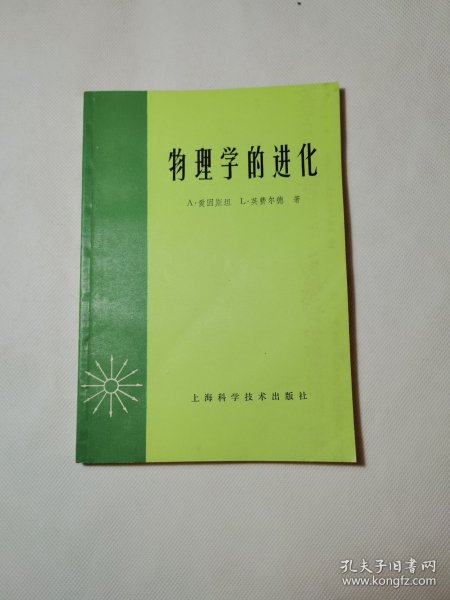 物理学的进化
A·爱因斯坦 L·英费尔德 著
上海科学技术出版社
孔夫子旧书网
www.kongfz.com